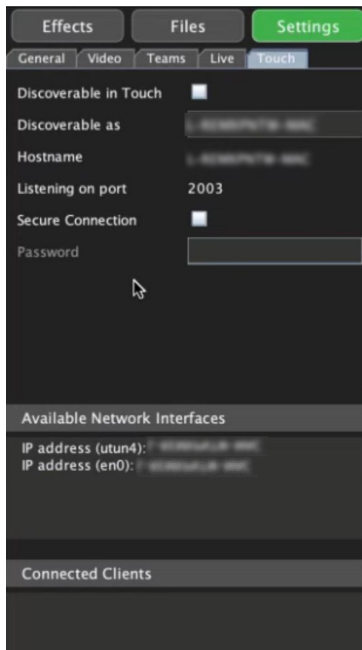 Effects Files Settings
General Video Teams Live Touch
Discoverable in Touch
Discoverable as
Hostname
Listening on port 2003
Secure Connection
Password
Available Network Interfaces
IP address (utun4):
IP address (en0):
Connected Clients